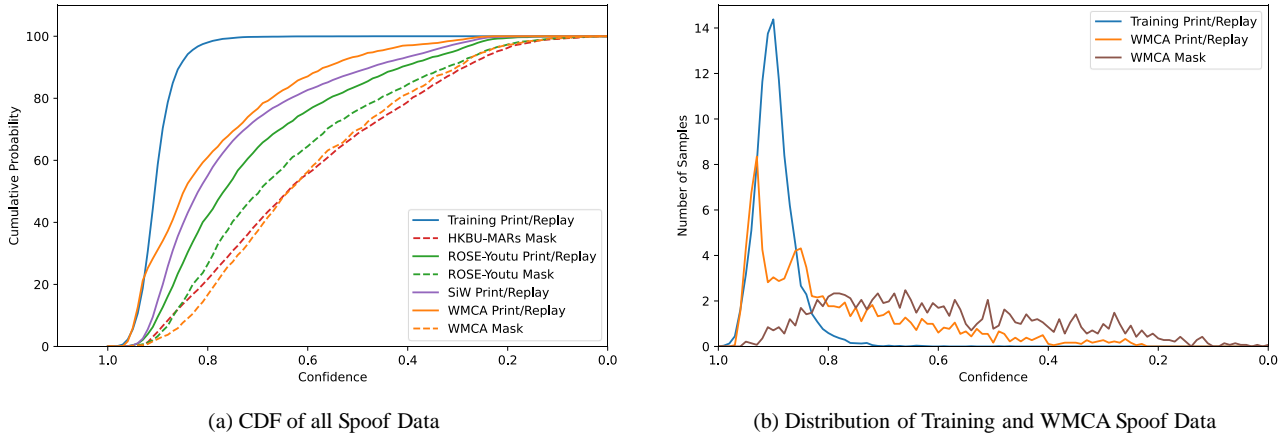 100
80
60
40
20
0
Cumulative Probability
1.0 0.8 0.6 0.4 0.2 0.0
Confidence
Training Print/Replay
HKBU-MARs Mask
ROSE-Youtu Print/Replay
ROSE-Youtu Mask
SiW Print/Replay
WMCA Print/Replay
WMCA Mask
(a) CDF of all Spoof Data
14
12
10
8
6
4
2
0
Number of Samples
1.0 0.8 0.6 0.4 0.2 0.0
Confidence
Training Print/Replay
WMCA Print/Replay
WMCA Mask
(b) Distribution of Training and WMCA Spoof Data